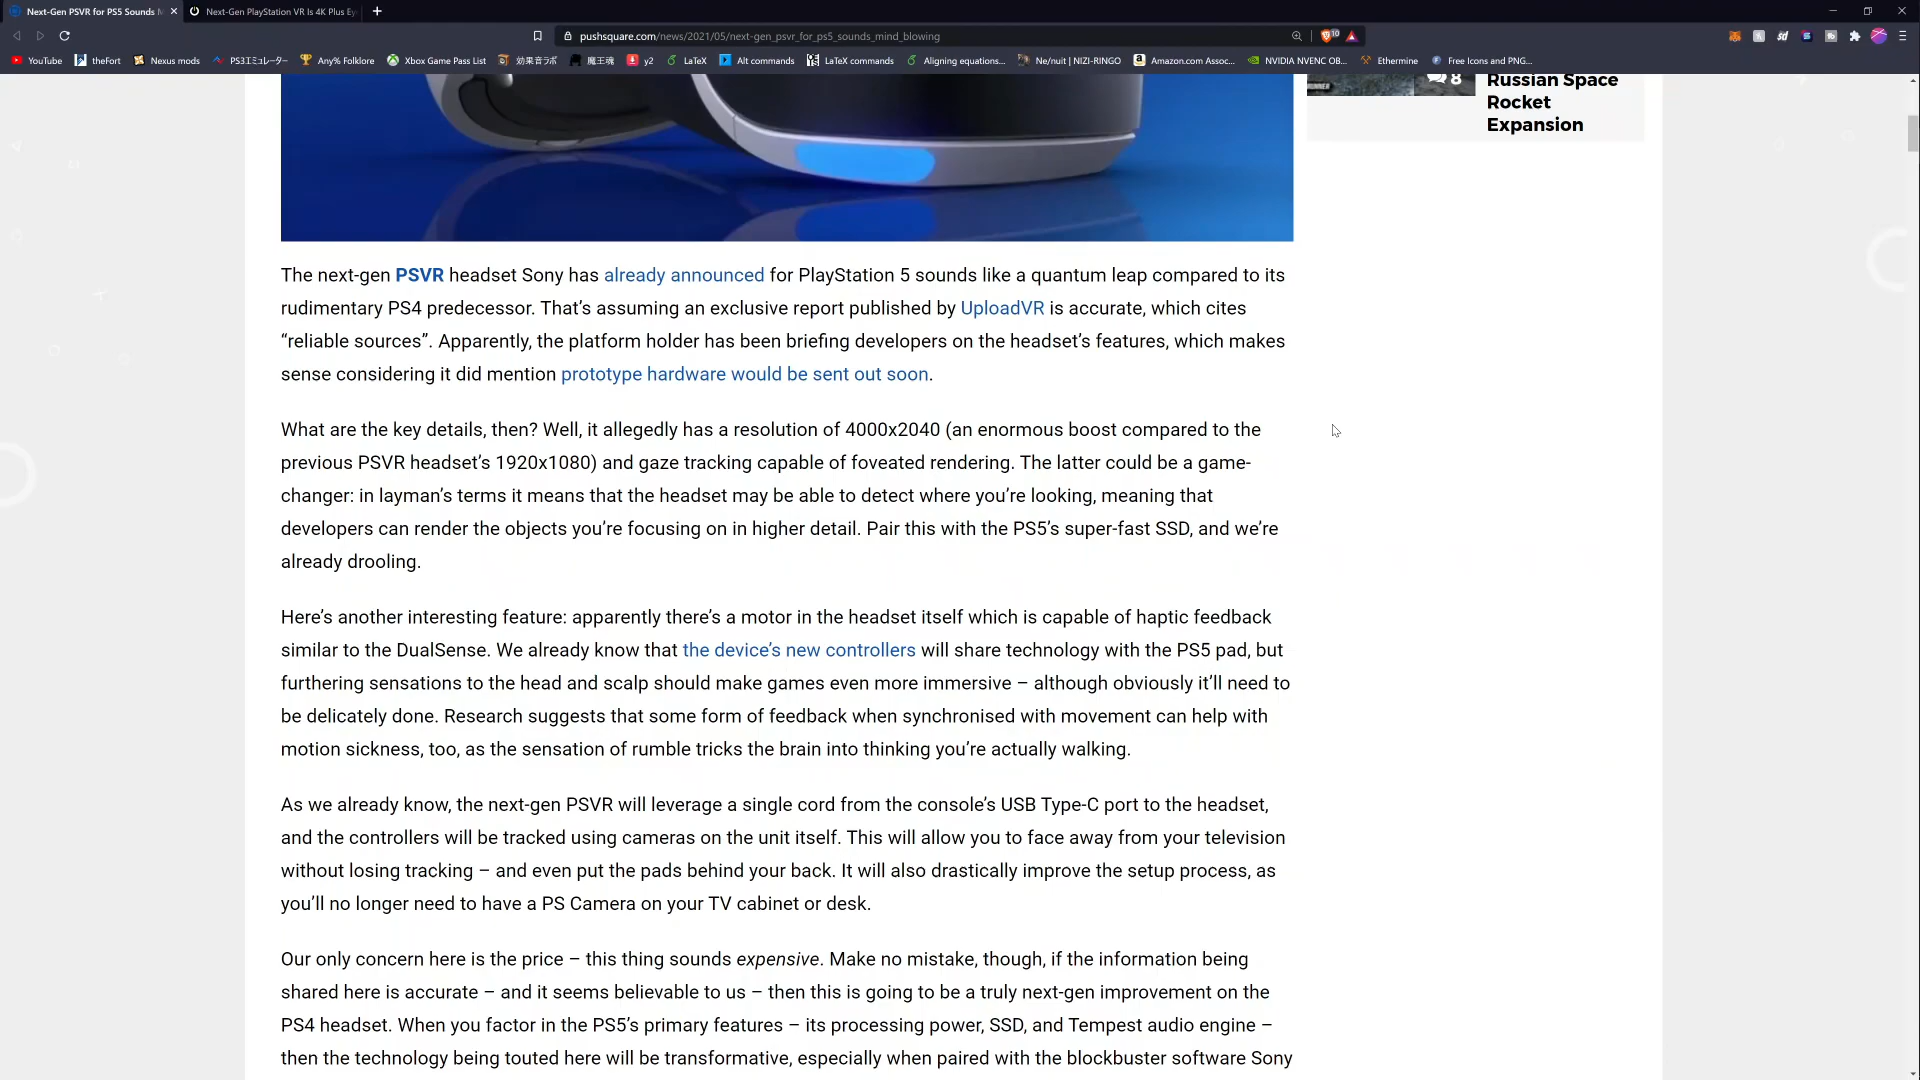 Next-Gen PSVR for PS5 Sounds M
Next-Gen PlayStation VR Is 4K Plus Ey
pushsquare.com/news/2021/05/next-gen_psvr_for_ps5_sounds_mind_blowing
10
YouTube theFort Nexus mods PS3エミュレーター Any% Folklore Xbox Game Pass List 効果音ラボ 魔王魂 y2 LaTeX Alt commands LaTeX commands Aligning equations... Ne/nuit | NIZI-RINGO Amazon.com Assoc... NVIDIA NVENC OB... Ethermine Free Icons and PNG...
8
Russian Space
Rocket
Expansion
The next-gen PSVR headset Sony has already announced for PlayStation 5 sounds like a quantum leap compared to its
rudimentary PS4 predecessor. That’s assuming an exclusive report published by UploadVR is accurate, which cites
“reliable sources”. Apparently, the platform holder has been briefing developers on the headset’s features, which makes
sense considering it did mention prototype hardware would be sent out soon.
What are the key details, then? Well, it allegedly has a resolution of 4000x2040 (an enormous boost compared to the
previous PSVR headset’s 1920x1080) and gaze tracking capable of foveated rendering. The latter could be a game-
changer: in layman’s terms it means that the headset may be able to detect where you’re looking, meaning that
developers can render the objects you’re focusing on in higher detail. Pair this with the PS5’s super-fast SSD, and we’re
already drooling.
Here’s another interesting feature: apparently there’s a motor in the headset itself which is capable of haptic feedback
similar to the DualSense. We already know that the device’s new controllers will share technology with the PS5 pad, but
furthering sensations to the head and scalp should make games even more immersive – although obviously it’ll need to
be delicately done. Research suggests that some form of feedback when synchronised with movement can help with
motion sickness, too, as the sensation of rumble tricks the brain into thinking you’re actually walking.
As we already know, the next-gen PSVR will leverage a single cord from the console’s USB Type-C port to the headset,
and the controllers will be tracked using cameras on the unit itself. This will allow you to face away from your television
without losing tracking – and even put the pads behind your back. It will also drastically improve the setup process, as
you’ll no longer need to have a PS Camera on your TV cabinet or desk.
Our only concern here is the price – this thing sounds expensive. Make no mistake, though, if the information being
shared here is accurate – and it seems believable to us – then this is going to be a truly next-gen improvement on the
PS4 headset. When you factor in the PS5’s primary features – its processing power, SSD, and Tempest audio engine –
then the technology being touted here will be transformative, especially when paired with the blockbuster software Sony